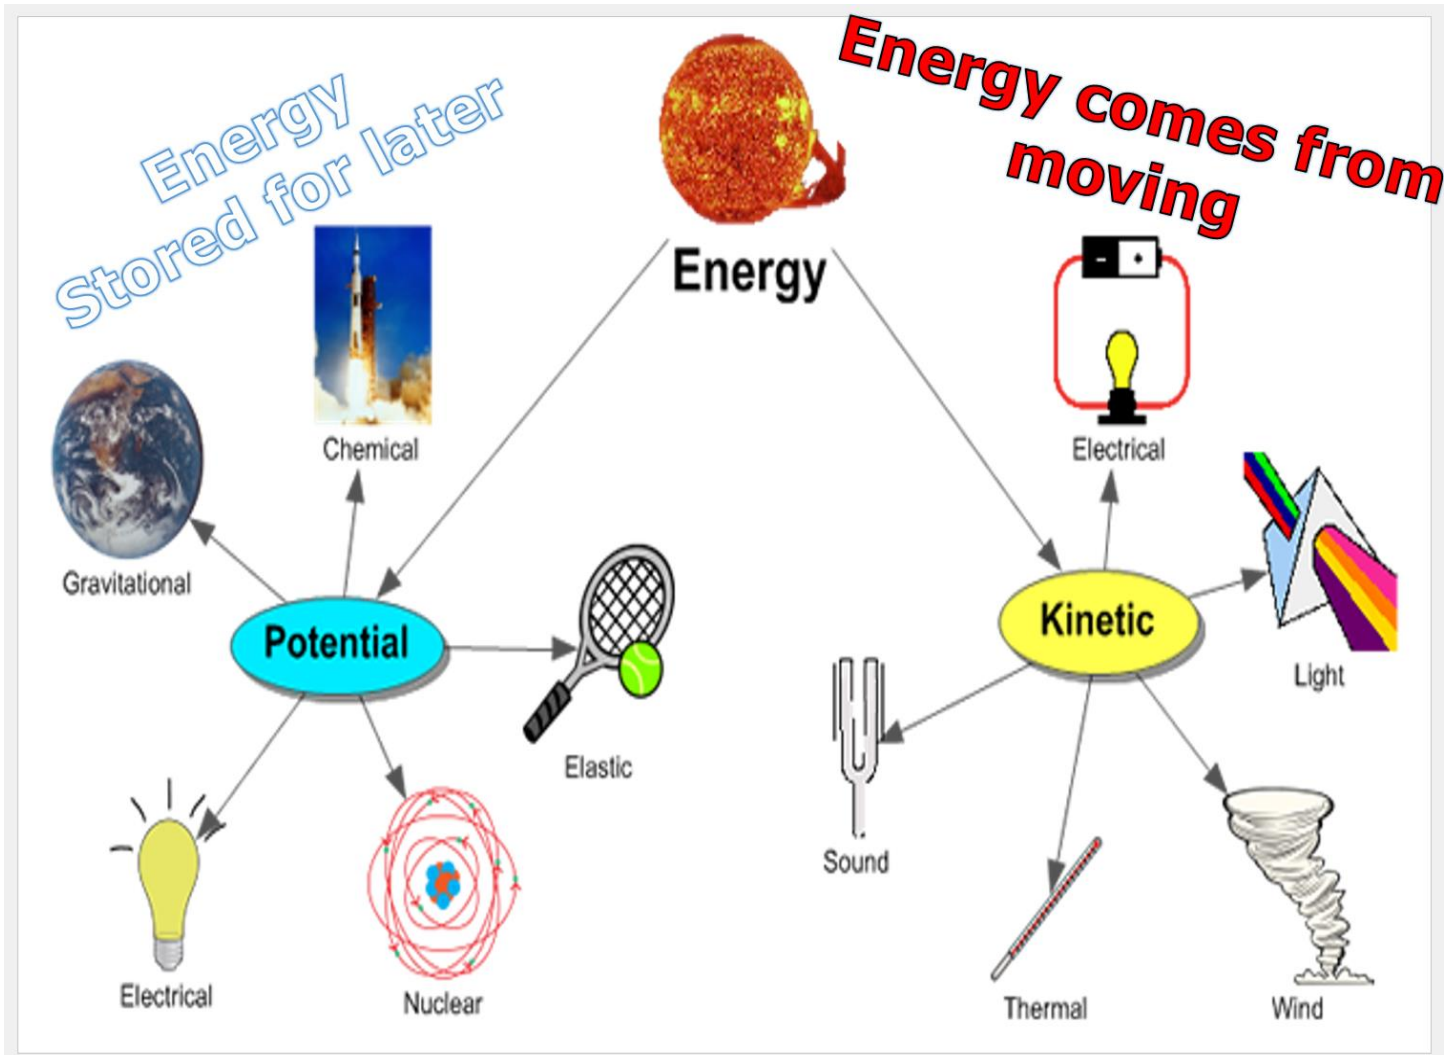 Energy
Stored for later
Energy comes from
moving
Energy
Chemical
Electrical
Gravitational
Potential
Kinetic
Light
Elastic
Sound
Electrical
Nuclear
Thermal
Wind